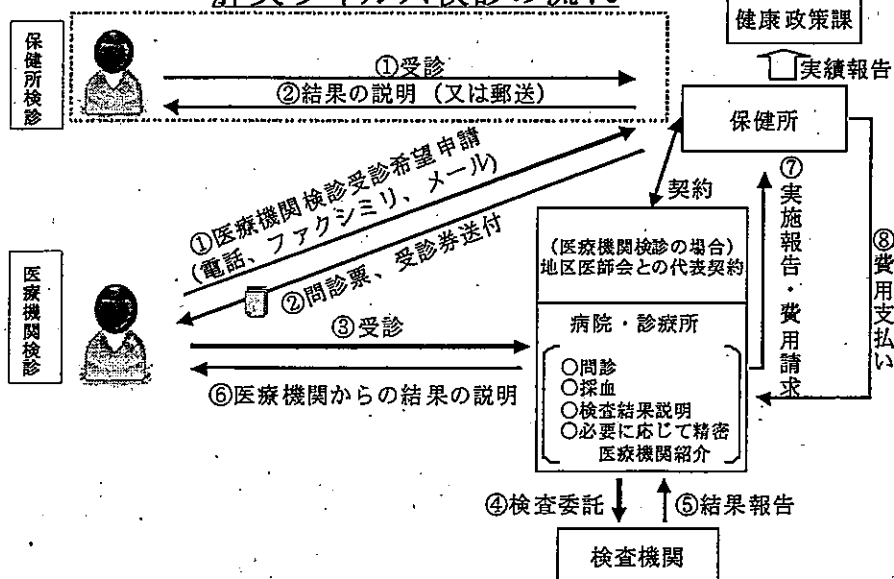 健康政策課
実績報告
保健所検診
①受診
②結果の説明（又は郵送）
保健所
①医療機関検診受診希望申請
（電話、ファクシミリ、メール）
②問診票、受診券送付
契約
⑦実施報告・費用請求
⑧費用支払い
（医療機関検診の場合）
地区医師会との代表契約
医療機関検診
③受診
⑥医療機関からの結果の説明
病院・診療所
○問診
○採血
○検査結果説明
○必要に応じて精密
医療機関紹介
④検査委託
⑤結果報告
検査機関